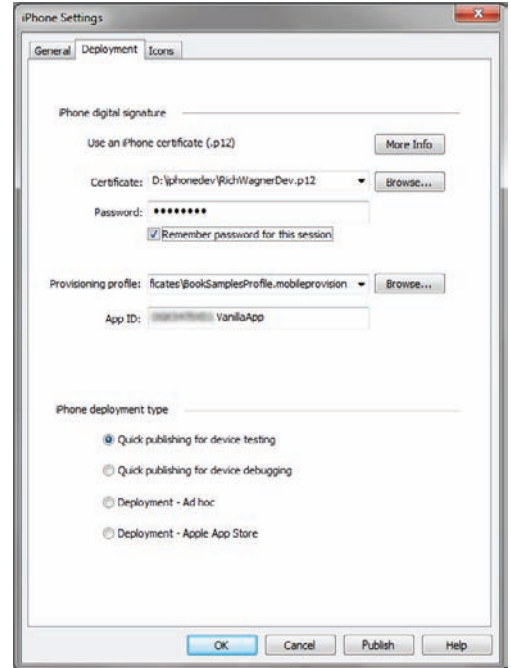 iPhone Settings
General Deployment Icons
iPhone digital signature
Use an iPhone certificate (.p12) More Info
Certificate: D:\iphonedev\RichWagnerDev.p12 Browse...
Password: ••••••••
Remember password for this session
Provisioning profile: ficates\BookSamplesProfile.mobileprovision Browse...
App ID: VanillaApp
iPhone deployment type
Quick publishing for device testing
Quick publishing for device debugging
Deployment - Ad hoc
Deployment - Apple App Store
OK Cancel Publish Help